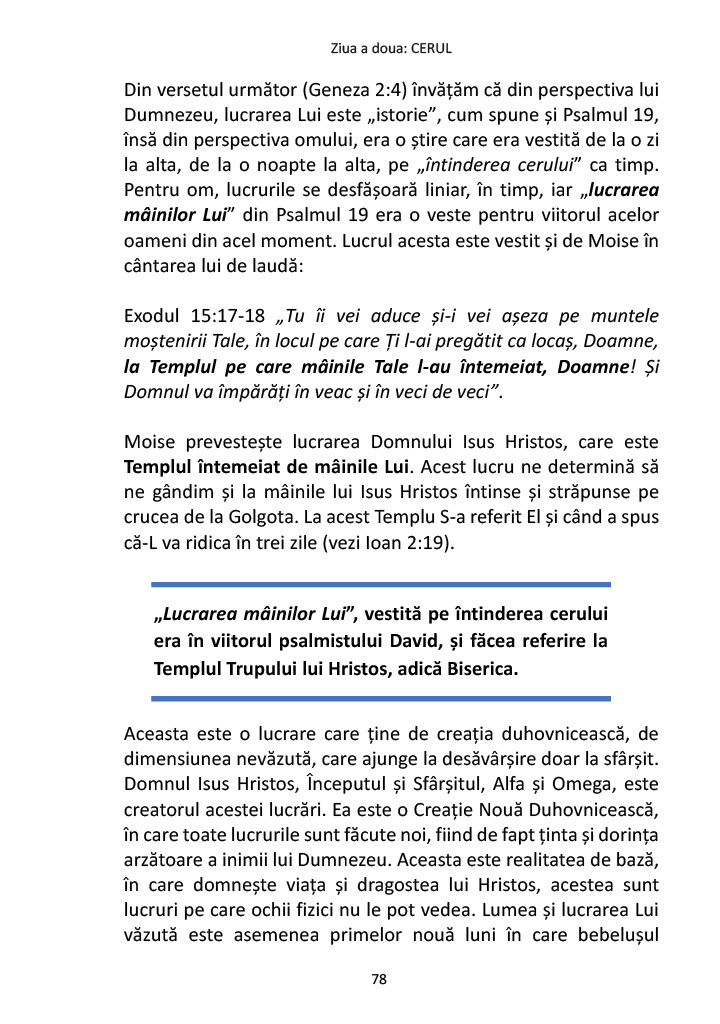 Ziua a doua: CERUL
Din versetul următor (Geneza 2:4) învățăm că din perspectiva lui
Dumnezeu, lucrarea Lui este „istorie”, cum spune și Psalmul 19,
însă din perspectiva omului, era o știre care era vestită de la o zi
la alta, de la o noapte la alta, pe „întinderea cerului” ca timp.
Pentru om, lucrurile se desfășoară liniar, în timp, iar „lucrarea
mâinilor Lui” din Psalmul 19 era o veste pentru viitorul acelor
oameni din acel moment. Lucrul acesta este vestit și de Moise în
cântarea lui de laudă:
Exodul 15:17-18 „Tu îi vei aduce și-i vei așeza pe muntele
moștenirii Tale, în locul pe care Ți l-ai pregătit ca locaș, Doamne,
la Templul pe care mâinile Tale l-au întemeiat, Doamne! Și
Domnul va împărăți în veac și în veci de veci”.
Moise prevestește lucrarea Domnului Isus Hristos, care este
Templul întemeiat de mâinile Lui. Acest lucru ne determină să
ne gândim și la mâinile lui Isus Hristos întinse și străpunse pe
crucea de la Golgota. La acest Templu S-a referit El și când a spus
că-L va ridica în trei zile (vezi Ioan 2:19).
„Lucrarea mâinilor Lui”, vestită pe întinderea cerului
era în viitorul psalmistului David, și făcea referire la
Templul Trupului lui Hristos, adică Biserica.
Aceasta este o lucrare care ține de creația duhovnicească, de
dimensiunea nevăzută, care ajunge la desăvârșire doar la sfârșit.
Domnul Isus Hristos, Începutul și Sfârșitul, Alfa și Omega, este
creatorul acestei lucrări. Ea este o Creație Nouă Duhovnicească,
în care toate lucrurile sunt făcute noi, fiind de fapt ținta și dorința
arzătoare a inimii lui Dumnezeu. Aceasta este realitatea de bază,
în care domnește viața și dragostea lui Hristos, acestea sunt
lucruri pe care ochii fizici nu le pot vedea. Lumea și lucrarea Lui
văzută este asemenea primelor nouă luni în care bebelușul
78